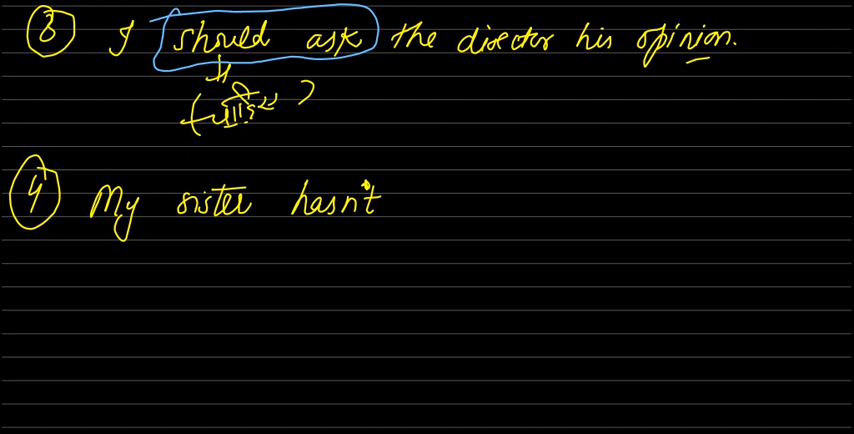 ③ I should ask the director his opinion.
(चाहिए)
④ My sister hasn't